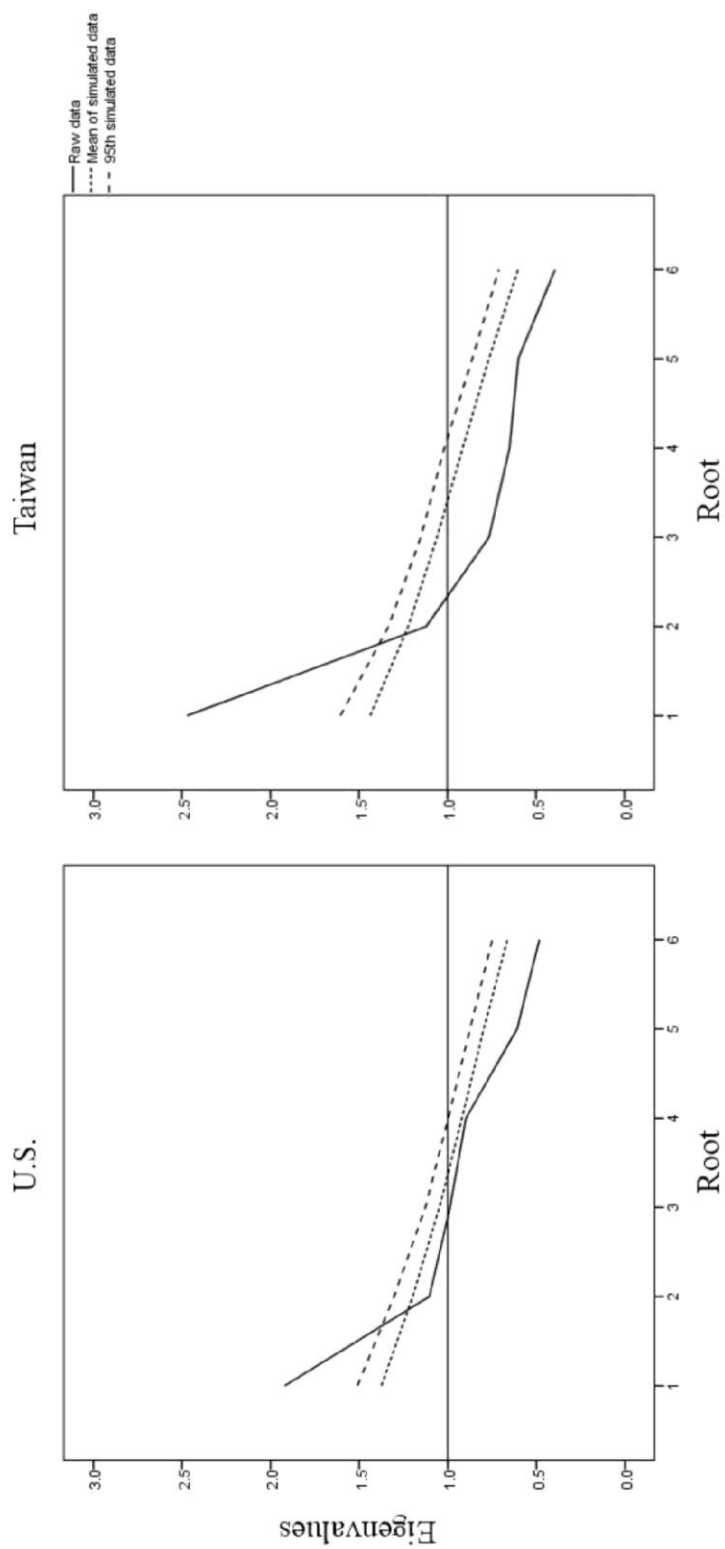 U.S.
Taiwan
Raw data
Mean of simulated data
95th simulated data
Eigenvalues
3.0
2.5
2.0
1.5
1.0
0.5
0.0
1 2 3 4 5 6
Root
3.0
2.5
2.0
1.5
1.0
0.5
0.0
1 2 3 4 5 6
Root